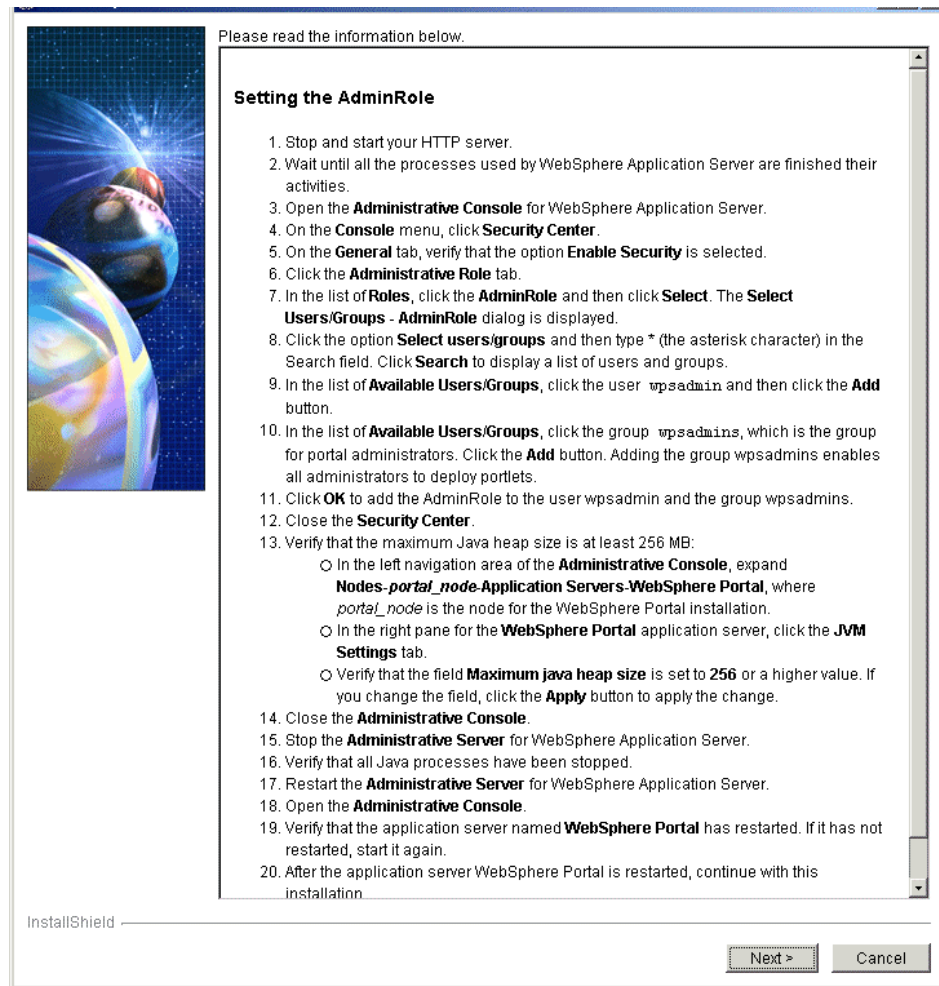 Please read the information below.
Setting the AdminRole
1. Stop and start your HTTP server.
2. Wait until all the processes used by WebSphere Application Server are finished their
activities.
3. Open the Administrative Console for WebSphere Application Server.
4. On the Console menu, click Security Center.
5. On the General tab, verify that the option Enable Security is selected.
6. Click the Administrative Role tab.
7. In the list of Roles, click the AdminRole and then click Select. The Select
Users/Groups - AdminRole dialog is displayed.
8. Click the option Select users/groups and then type * (the asterisk character) in the
Search field. Click Search to display a list of users and groups.
9. In the list of Available Users/Groups, click the user wpsadmin and then click the Add
button.
10. In the list of Available Users/Groups, click the group wpsadmins, which is the group
for portal administrators. Click the Add button. Adding the group wpsadmins enables
all administrators to deploy portlets.
11. Click OK to add the AdminRole to the user wpsadmin and the group wpsadmins.
12. Close the Security Center.
13. Verify that the maximum Java heap size is at least 256 MB:
In the left navigation area of the Administrative Console, expand
Nodes-portal_node-Application Servers-WebSphere Portal, where
portal_node is the node for the WebSphere Portal installation.
In the right pane for the WebSphere Portal application server, click the JVM
Settings tab.
Verify that the field Maximum java heap size is set to 256 or a higher value. If
you change the field, click the Apply button to apply the change.
14. Close the Administrative Console.
15. Stop the Administrative Server for WebSphere Application Server.
16. Verify that all Java processes have been stopped.
17. Restart the Administrative Server for WebSphere Application Server.
18. Open the Administrative Console.
19. Verify that the application server named WebSphere Portal has restarted. If it has not
restarted, start it again.
20. After the application server WebSphere Portal is restarted, continue with this
installation
InstallShield
Next >
Cancel